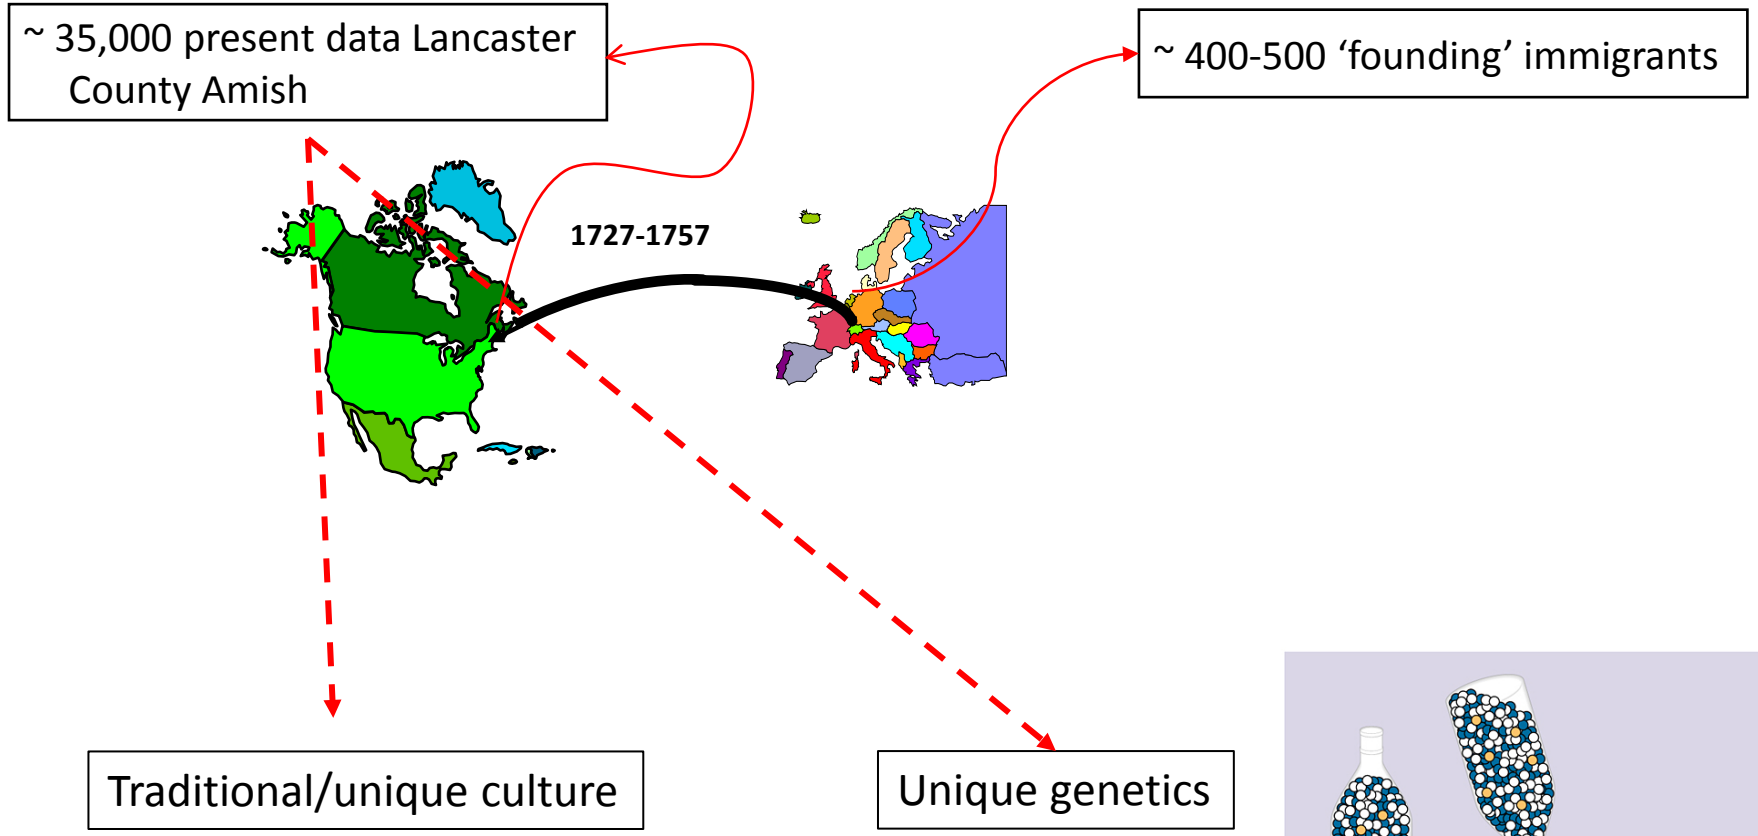 ~ 35,000 present data Lancaster
County Amish
~ 400-500 ‘founding’ immigrants
1727-1757
Traditional/unique culture
Unique genetics